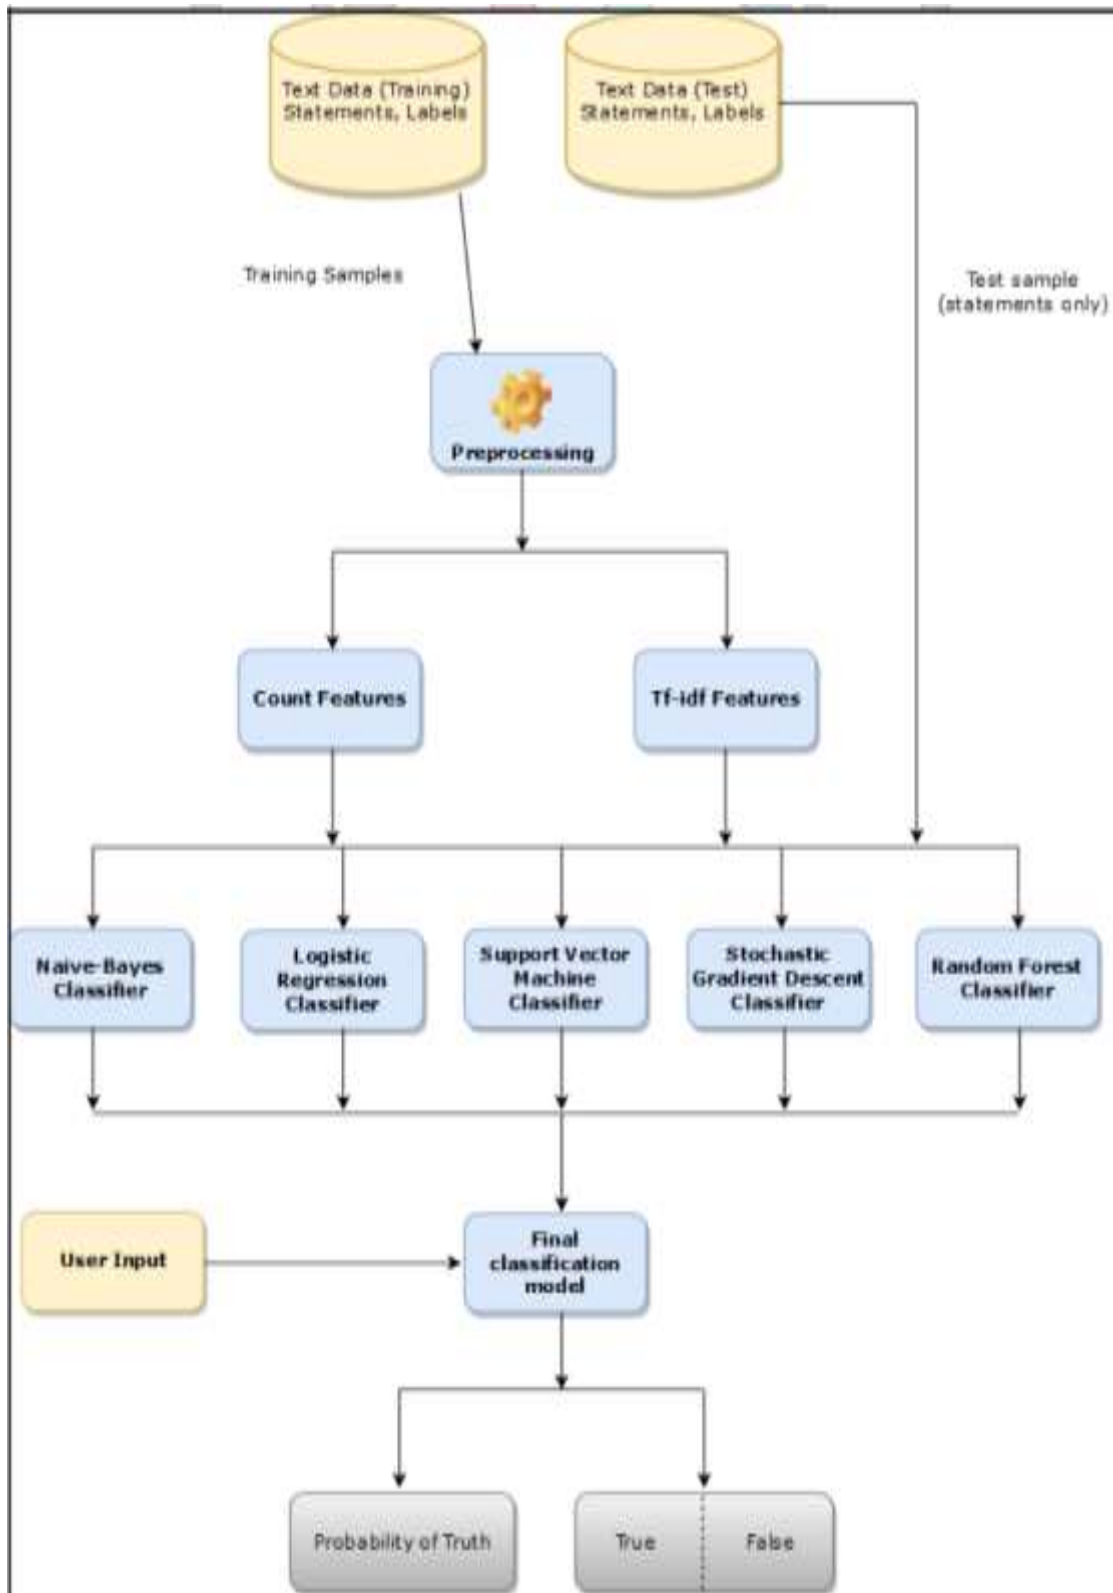 Text Data (Training)
Statements, Labels
Text Data (Test)
Statements, Labels
Training Samples
Test sample
(statements only)
Preprocessing
Count Features
Tf-idf Features
Naive-Bayes
Classifier
Logistic
Regression
Classifier
Support Vector
Machine
Classifier
Stochastic
Gradient Descent
Classifier
Random Forest
Classifier
User Input
Final
classification
model
Probability of Truth
True
False